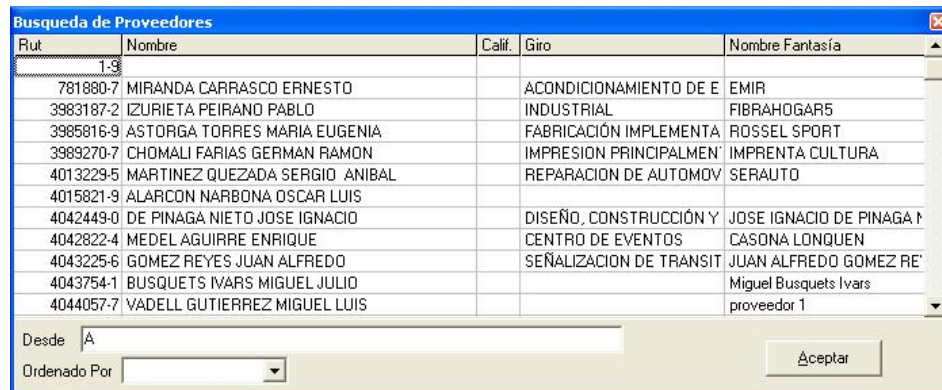 Busqueda de Proveedores
Rut Nombre Calif. Giro Nombre Fantasía
1-9
781880-7 MIRANDA CARRASCO ERNESTO ACONDICIONAMIENTO DE E EMIR
3983187-2 IZURIETA PEIRANO PABLO INDUSTRIAL FIBRAHOGAR5
3985816-9 ASTORGA TORRES MARIA EUGENIA FABRICACIÓN IMPLEMENTA ROSSEL SPORT
3989270-7 CHOMALI FARIAS GERMAN RAMON IMPRESION PRINCIPALMEN IMPRENTA CULTURA
4013229-5 MARTINEZ QUEZADA SERGIO ANIBAL REPARACION DE AUTOMOV SERAUTO
4015821-9 ALARCON NARBONA OSCAR LUIS
4042449-0 DE PINAGA NIETO JOSE IGNACIO DISEÑO, CONSTRUCCIÓN Y JOSE IGNACIO DE PINAGA N
4042822-4 MEDEL AGUIRRE ENRIQUE CENTRO DE EVENTOS CASONA LONQUEN
4043225-6 GOMEZ REYES JUAN ALFREDO SEÑALIZACION DE TRANSIT JUAN ALFREDO GOMEZ RE
4043754-1 BUSQUETS IVARS MIGUEL JULIO Miguel Busquets Ivars
4044057-7 VADELL GUTIERREZ MIGUEL LUIS proveedor 1
Desde A
Ordenado Por
Aceptar